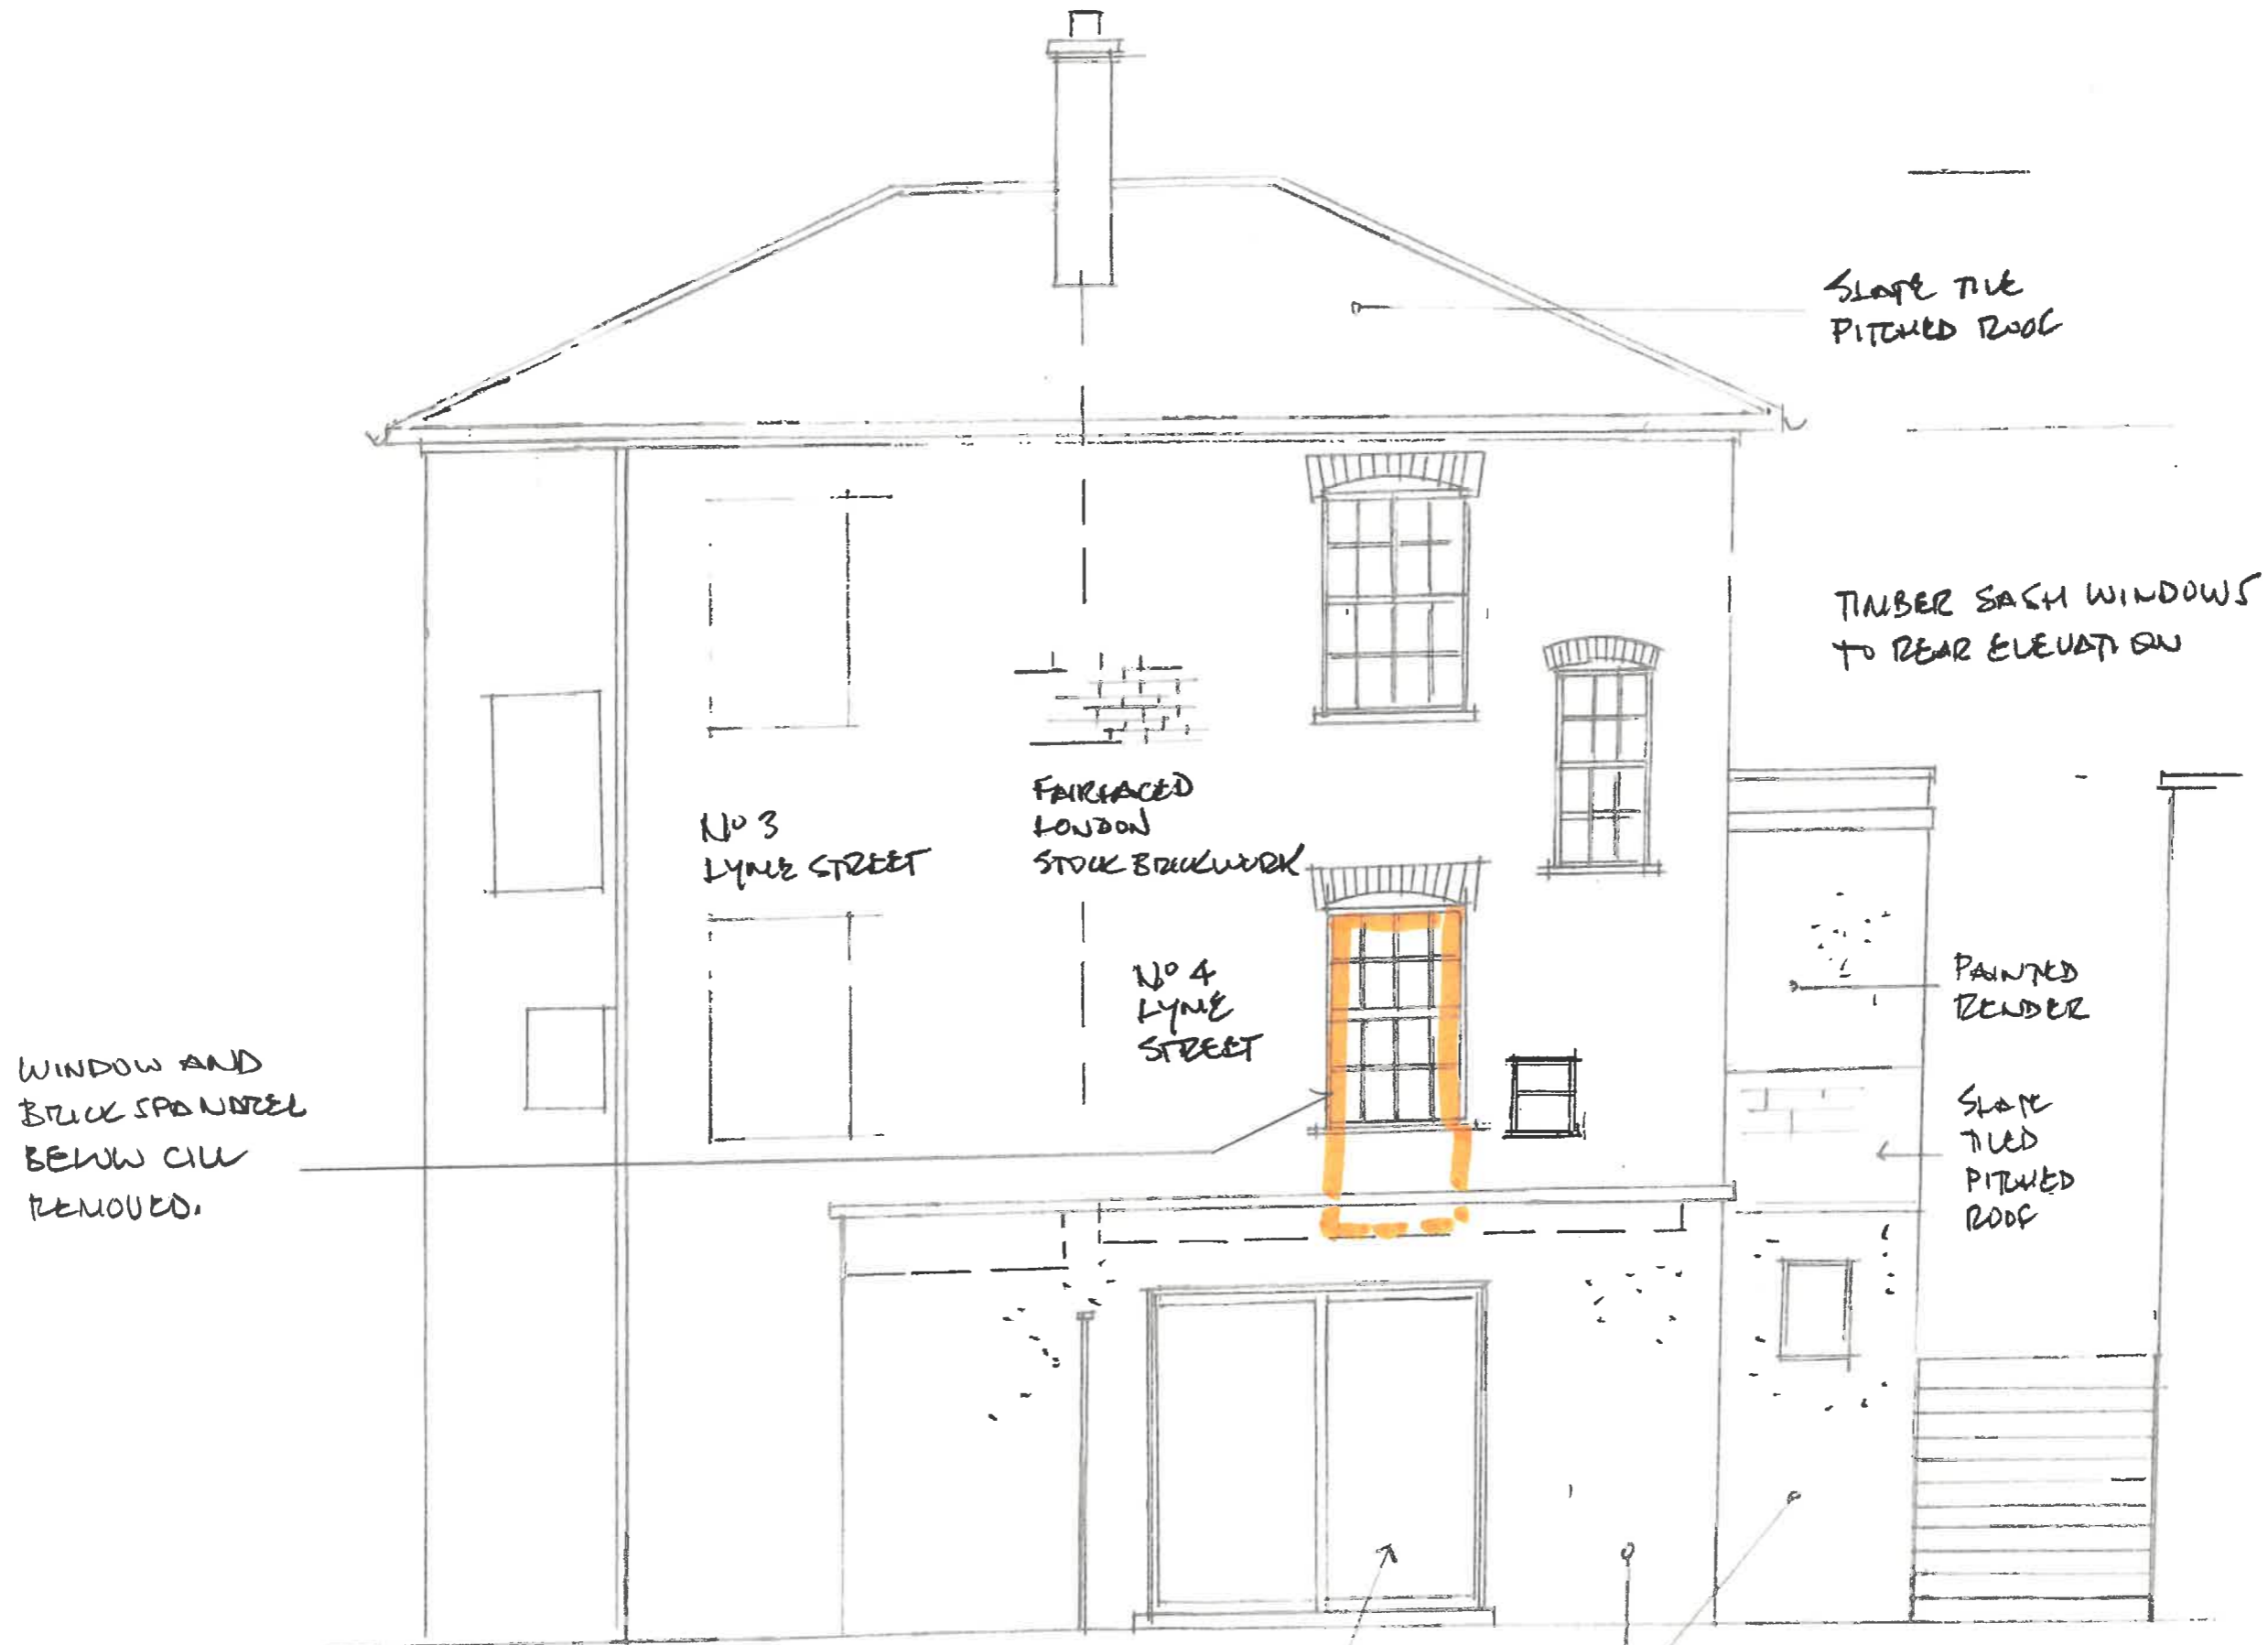 SLATE TILE
PITCHED ROOF
TIMBER SASH WINDOWS
TO REAR ELEVATION
FAIRFACED
LONDON
STOCK BRICKWORK
Nº 3
LYME STREET
Nº 4
LYME
STREET
PAINTED
RENDER
WINDOW AND
BRICK SPANDREL
BELOW CILL
REMOVED.
SLATE
TILED
PITCHED
ROOF